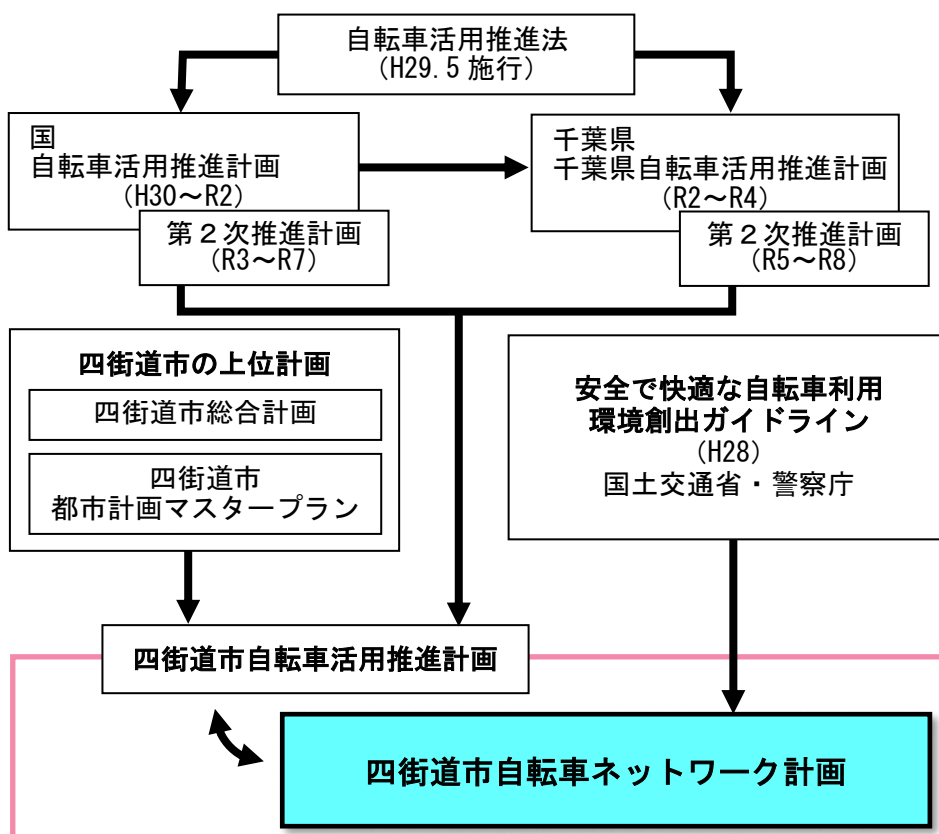 自転車活用推進法
（H29.5 施行）
国
自転車活用推進計画
（H30～R2）
第２次推進計画
（R3～R7）
千葉県
千葉県自転車活用推進計画
（R2～R4）
第２次推進計画
（R5～R8）
四街道市の上位計画
四街道市総合計画
四街道市
都市計画マスタープラン
安全で快適な自転車利用
環境創出ガイドライン
（H28）
国土交通省・警察庁
四街道市自転車活用推進計画
四街道市自転車ネットワーク計画